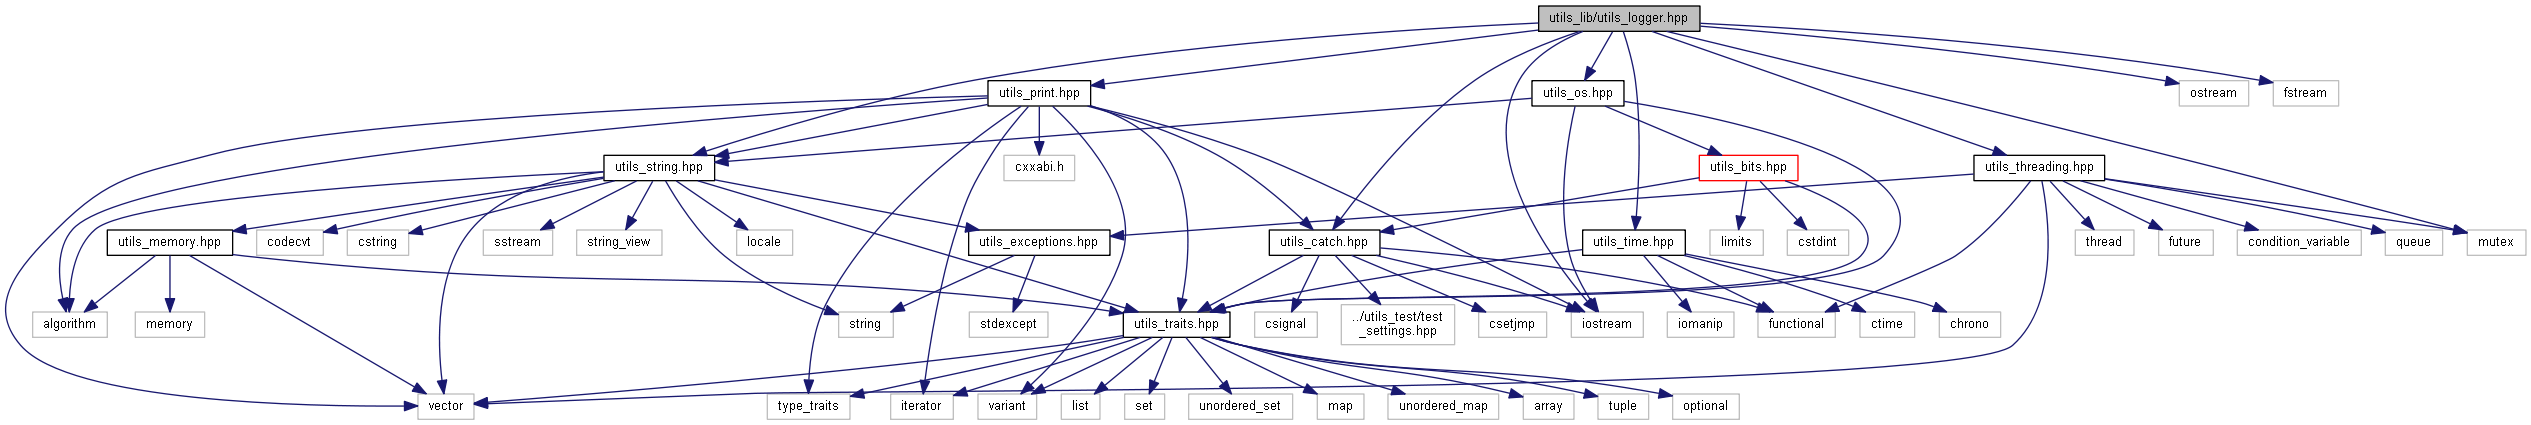 utils_lib/utils_logger.hpp
utils_print.hpp
utils_os.hpp
ostream
fstream
utils_string.hpp
cxxabi.h
utils_bits.hpp
utils_threading.hpp
utils_memory.hpp
codecvt
cstring
sstream
string_view
locale
utils_exceptions.hpp
utils_catch.hpp
utils_time.hpp
limits
cstdint
thread
future
condition_variable
queue
mutex
algorithm
memory
string
stdexcept
utils_traits.hpp
csignal
../utils_test/test
_settings.hpp
csetjmp
iostream
iomanip
functional
ctime
chrono
vector
type_traits
iterator
variant
list
set
unordered_set
map
unordered_map
array
tuple
optional